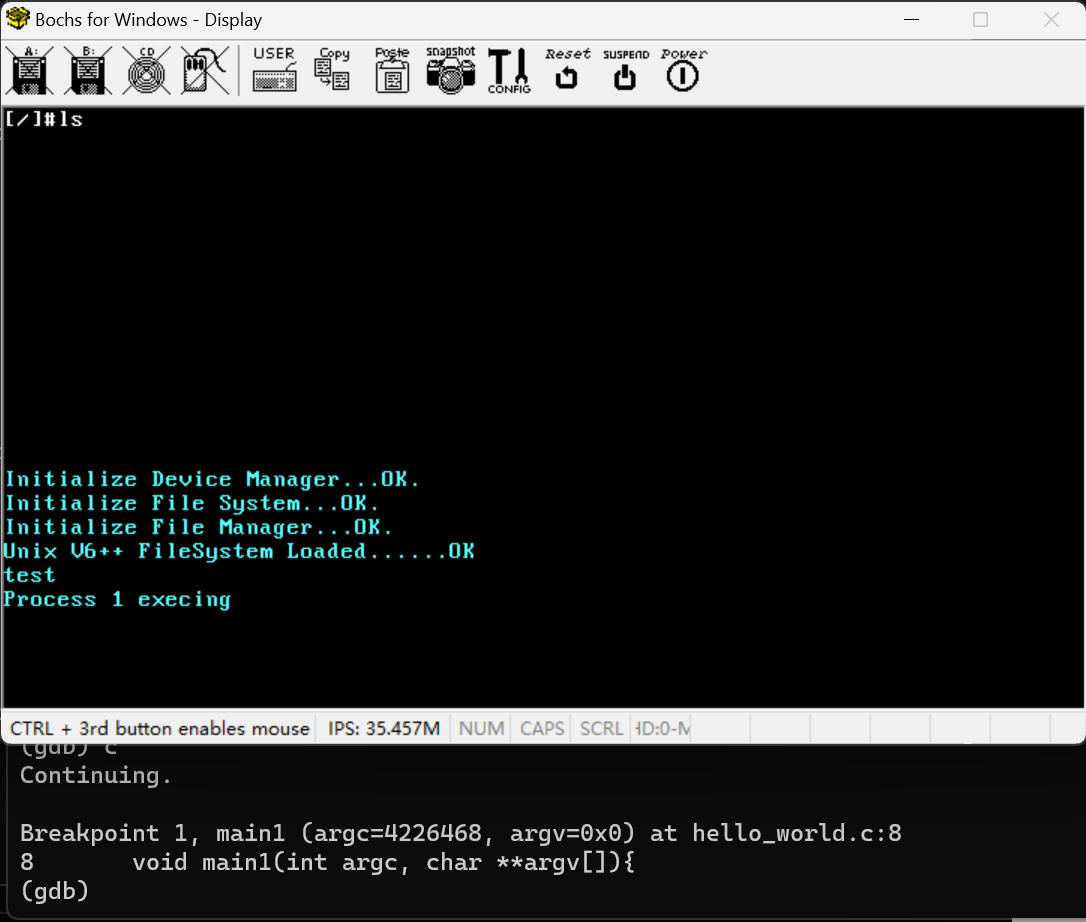 Bochs for Windows - Display
A: B: CD USER Copy Paste snapshot CONFIG Reset SUSPEND Power
[/]#ls
Initialize Device Manager...OK.
Initialize File System...OK.
Initialize File Manager...OK.
Unix V6++ FileSystem Loaded......OK
test
Process 1 execing
CTRL + 3rd button enables mouse IPS: 35.457M NUM CAPS SCRL HD:0-M
(gdb) c
Continuing.
Breakpoint 1, main1 (argc=4226468, argv=0x0) at hello_world.c:8
8 void main1(int argc, char **argv[]){
(gdb)